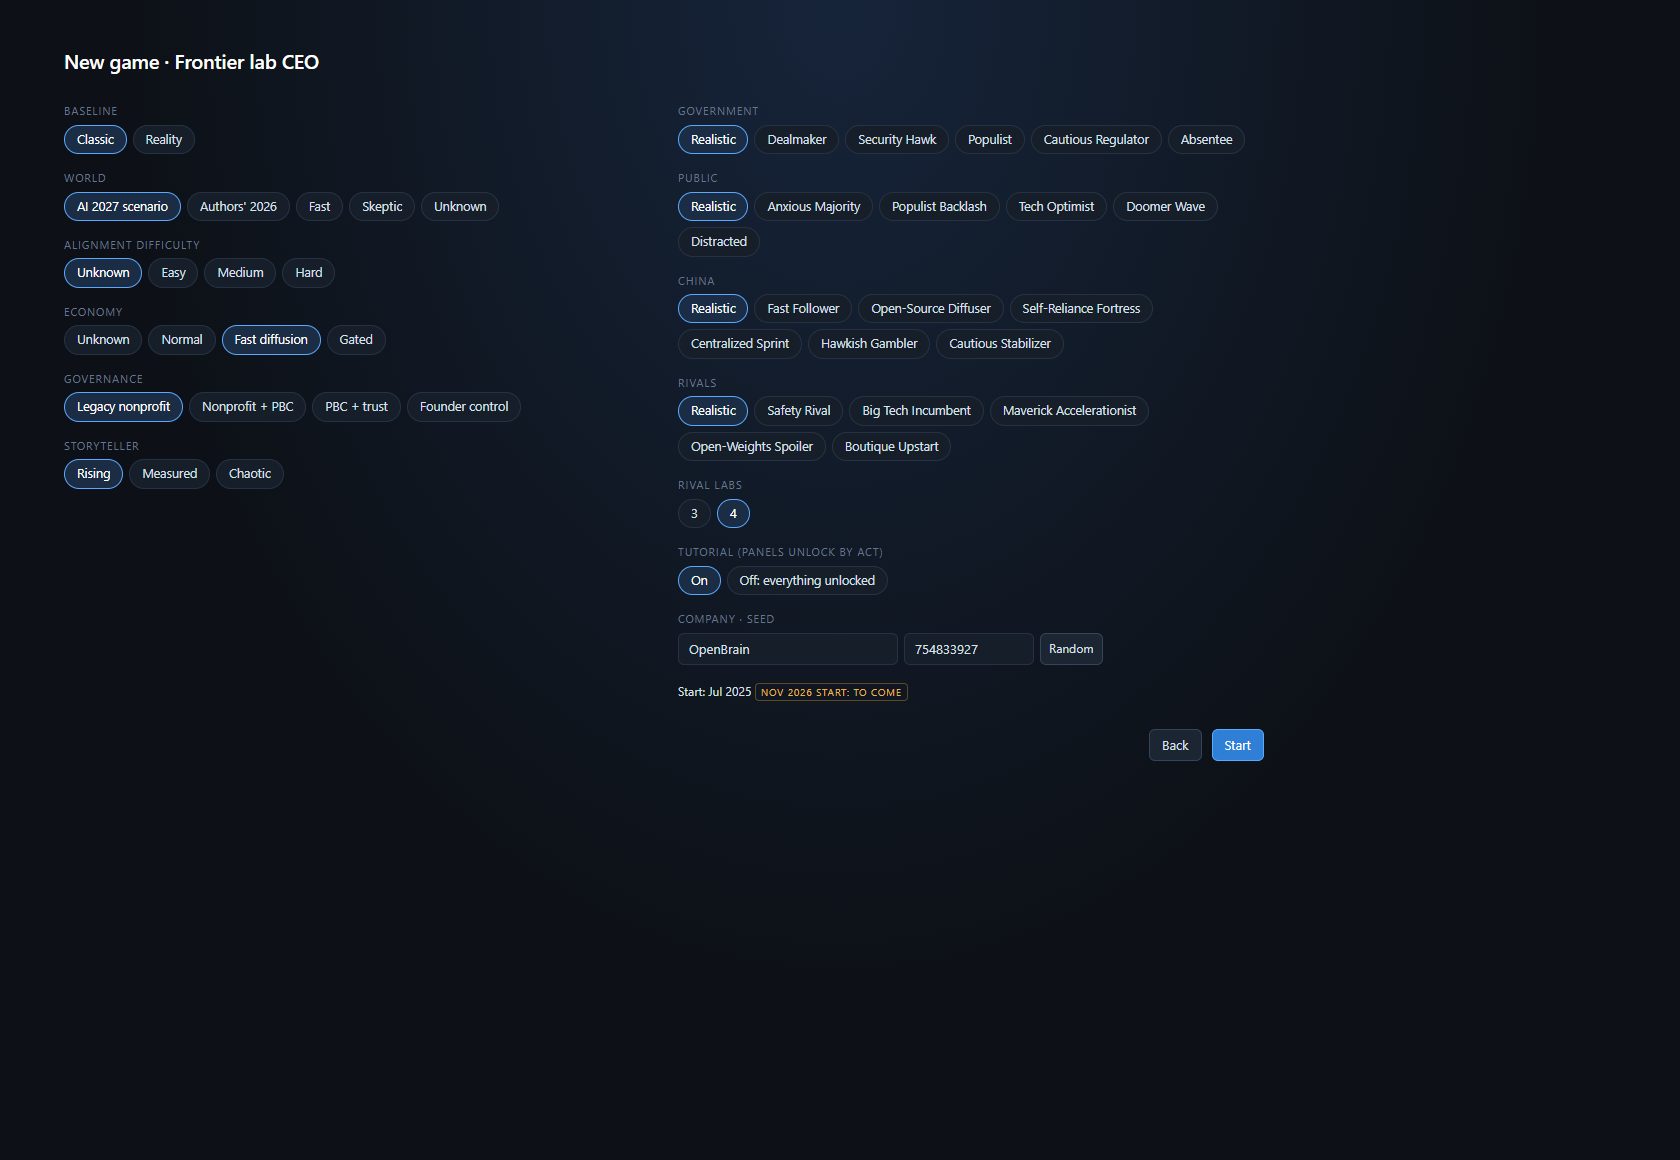 New game · Frontier lab CEO
BASELINE
Classic Reality
WORLD
AI 2027 scenario Authors' 2026 Fast Skeptic Unknown
ALIGNMENT DIFFICULTY
Unknown Easy Medium Hard
ECONOMY
Unknown Normal Fast diffusion Gated
GOVERNANCE
Legacy nonprofit Nonprofit + PBC PBC + trust Founder control
STORYTELLER
Rising Measured Chaotic
GOVERNMENT
Realistic Dealmaker Security Hawk Populist Cautious Regulator Absentee
PUBLIC
Realistic Anxious Majority Populist Backlash Tech Optimist Doomer Wave
Distracted
CHINA
Realistic Fast Follower Open-Source Diffuser Self-Reliance Fortress
Centralized Sprint Hawkish Gambler Cautious Stabilizer
RIVALS
Realistic Safety Rival Big Tech Incumbent Maverick Accelerationist
Open-Weights Spoiler Boutique Upstart
RIVAL LABS
3 4
TUTORIAL (PANELS UNLOCK BY ACT)
On Off: everything unlocked
COMPANY · SEED
OpenBrain 754833927 Random
Start: Jul 2025 NOV 2026 START: TO COME
Back Start